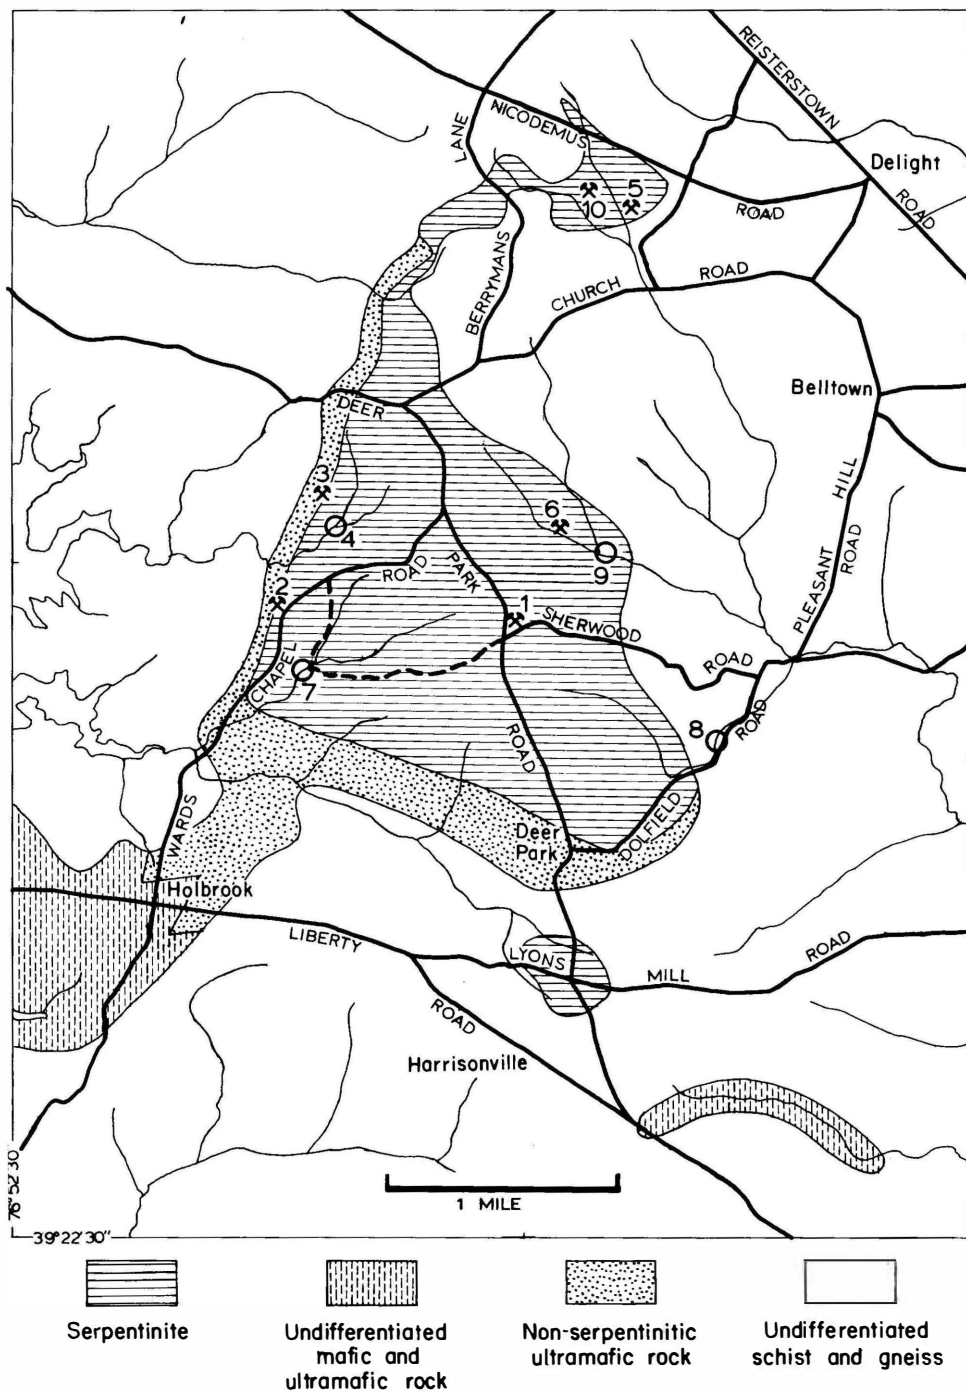 REISTERSTOWN
ROAD
Delight
NICODEMUS
ROAD
LANE
BERRYMANS
10
5
CHURCH
ROAD
Belltown
DEER
PARK
ROAD
3
4
6
9
HILL
PLEASANT
ROAD
2
ROAD
CHAPEL
1
SHERWOOD
ROAD
7
8
ROAD
DOLFIELD
WARDS
Deer
Park
Holbrook
LIBERTY
ROAD
LYONS
MILL
ROAD
Harrisonville
1 MILE
76°52'30"
39°22'30"
Serpentinite
Undifferentiated
mafic and
ultramafic rock
Non-serpentinitic
ultramafic rock
Undifferentiated
schist and gneiss